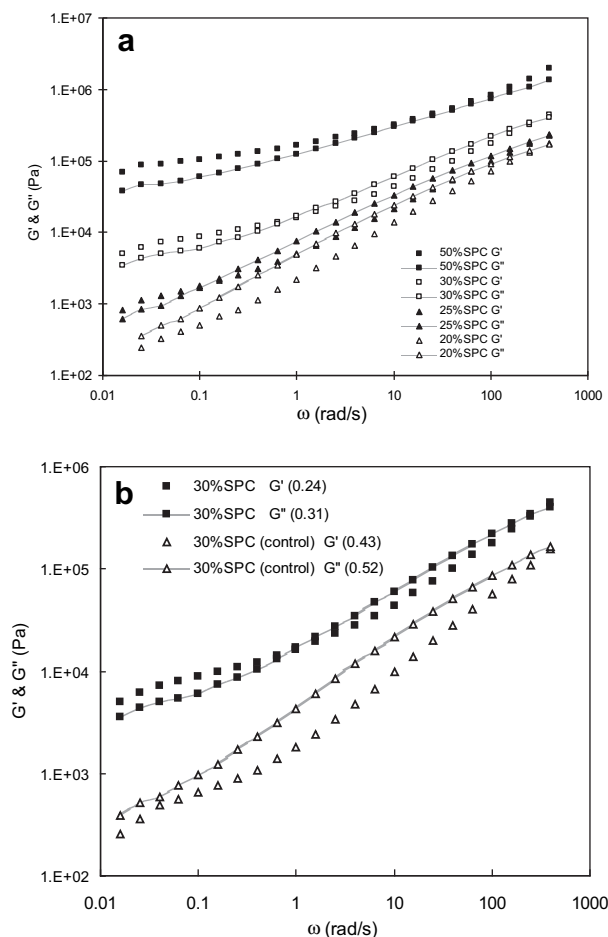 a
1.E+07
1.E+06
1.E+05
1.E+04
1.E+03
1.E+02
G' & G" (Pa)
50%SPC G'
50%SPC G"
30%SPC G'
30%SPC G"
25%SPC G'
25%SPC G"
20%SPC G'
20%SPC G"
0.01 0.1 1 10 100 1000
ω (rad/s)
b
1.E+06
1.E+05
1.E+04
1.E+03
1.E+02
G' & G" (Pa)
30%SPC G' (0.24)
30%SPC G" (0.31)
30%SPC (control) G' (0.43)
30%SPC (control) G" (0.52)
0.01 0.1 1 10 100 1000
ω (rad/s)